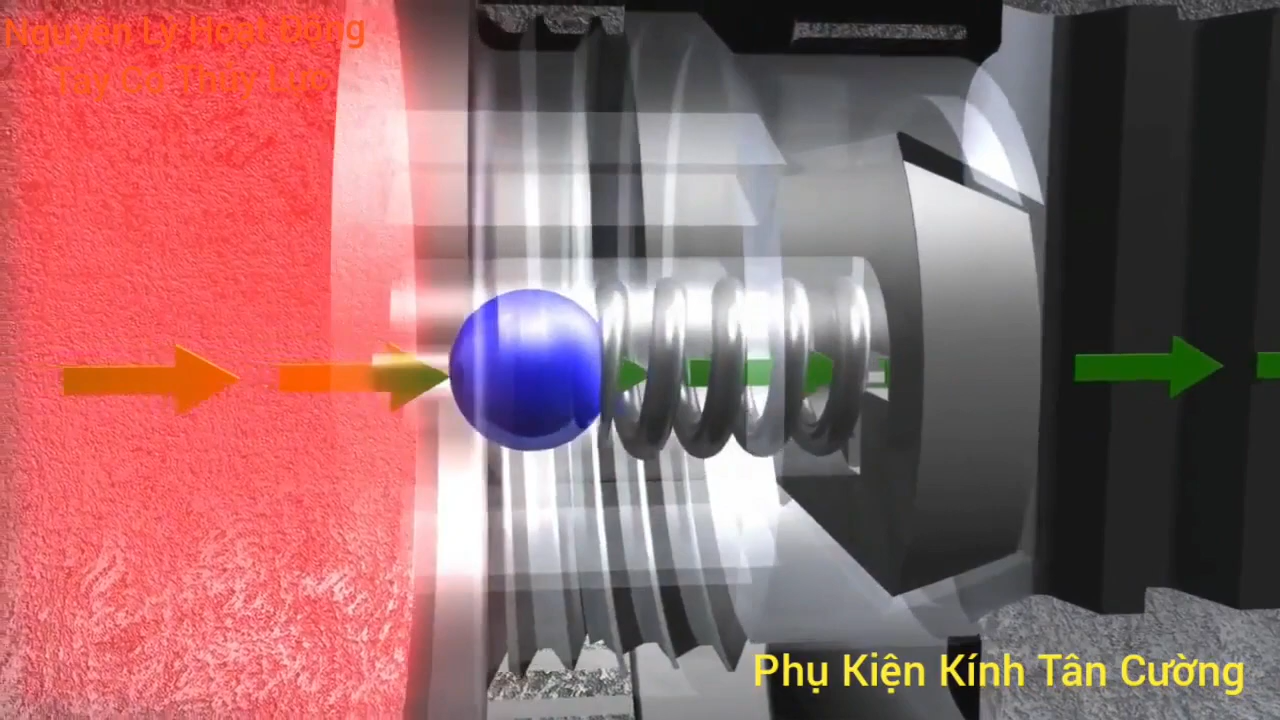 Nguyên Lý Hoạt Động
Tay Co Thủy Lực
Phụ Kiện Kính Tân Cường